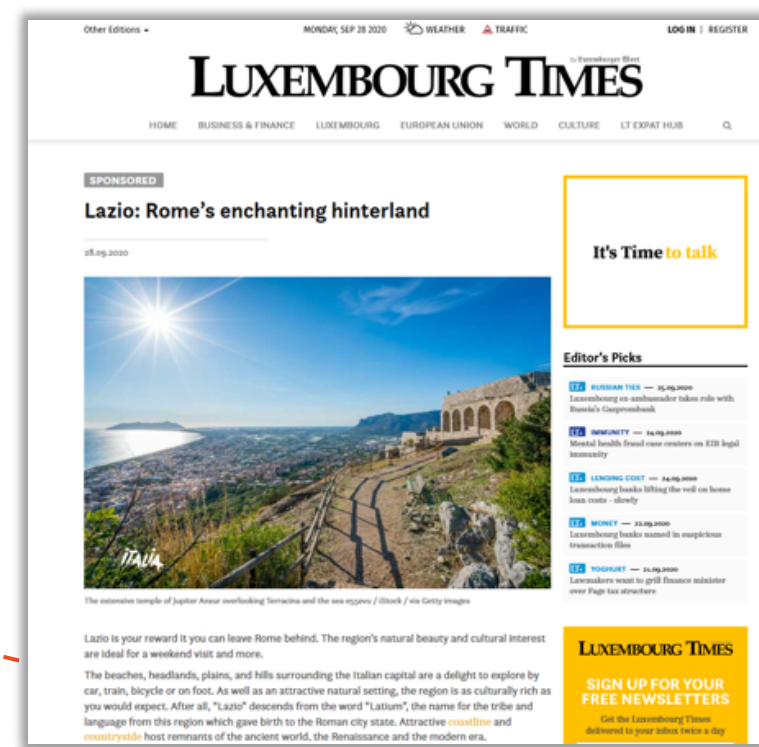 Other Editions
MONDAY, SEP 28 2020 WEATHER TRAFFIC
LOG IN | REGISTER
LUXEMBOURG TIMES
HOME BUSINESS & FINANCE LUXEMBOURG EUROPEAN UNION WORLD CULTURE LT EXPAT HUB
SPONSORED
Lazio: Rome's enchanting hinterland
28.09.2020
ITALIA
The extensive temple of Jupiter Anxur overlooking Terracina and the sea e55evu / iStock / via Getty Images
Lazio is your reward it you can leave Rome behind. The region's natural beauty and cultural interest
are ideal for a weekend visit and more.
The beaches, headlands, plains, and hills surrounding the Italian capital are a delight to explore by
car, train, bicycle or on foot. As well as an attractive natural setting, the region is as culturally rich as
you would expect. After all, "Lazio" descends from the word "Latium", the name for the tribe and
language from this region which gave birth to the Roman city state. Attractive coastline and
countryside host remnants of the ancient world, the Renaissance and the modern era.
It's Time to talk
Editor's Picks
RUSSIAN TIES — 25.09.2020
Luxembourg ex-ambassador takes role with
Russia's Gazprombank
IMMUNITY — 24.09.2020
Mental health fraud case centers on EIB legal
immunity
LENDING COST — 24.09.2020
Luxembourg banks lifting the veil on home
loan costs - slowly
MONEY — 22.09.2020
Luxembourg banks named in suspicious
transaction files
YOGHURT — 21.09.2020
Lawmakers want to grill finance minister
over Fage tax structure
LUXEMBOURG TIMES
SIGN UP FOR YOUR
FREE NEWSLETTERS
Get the Luxembourg Times
delivered to your inbox twice a day